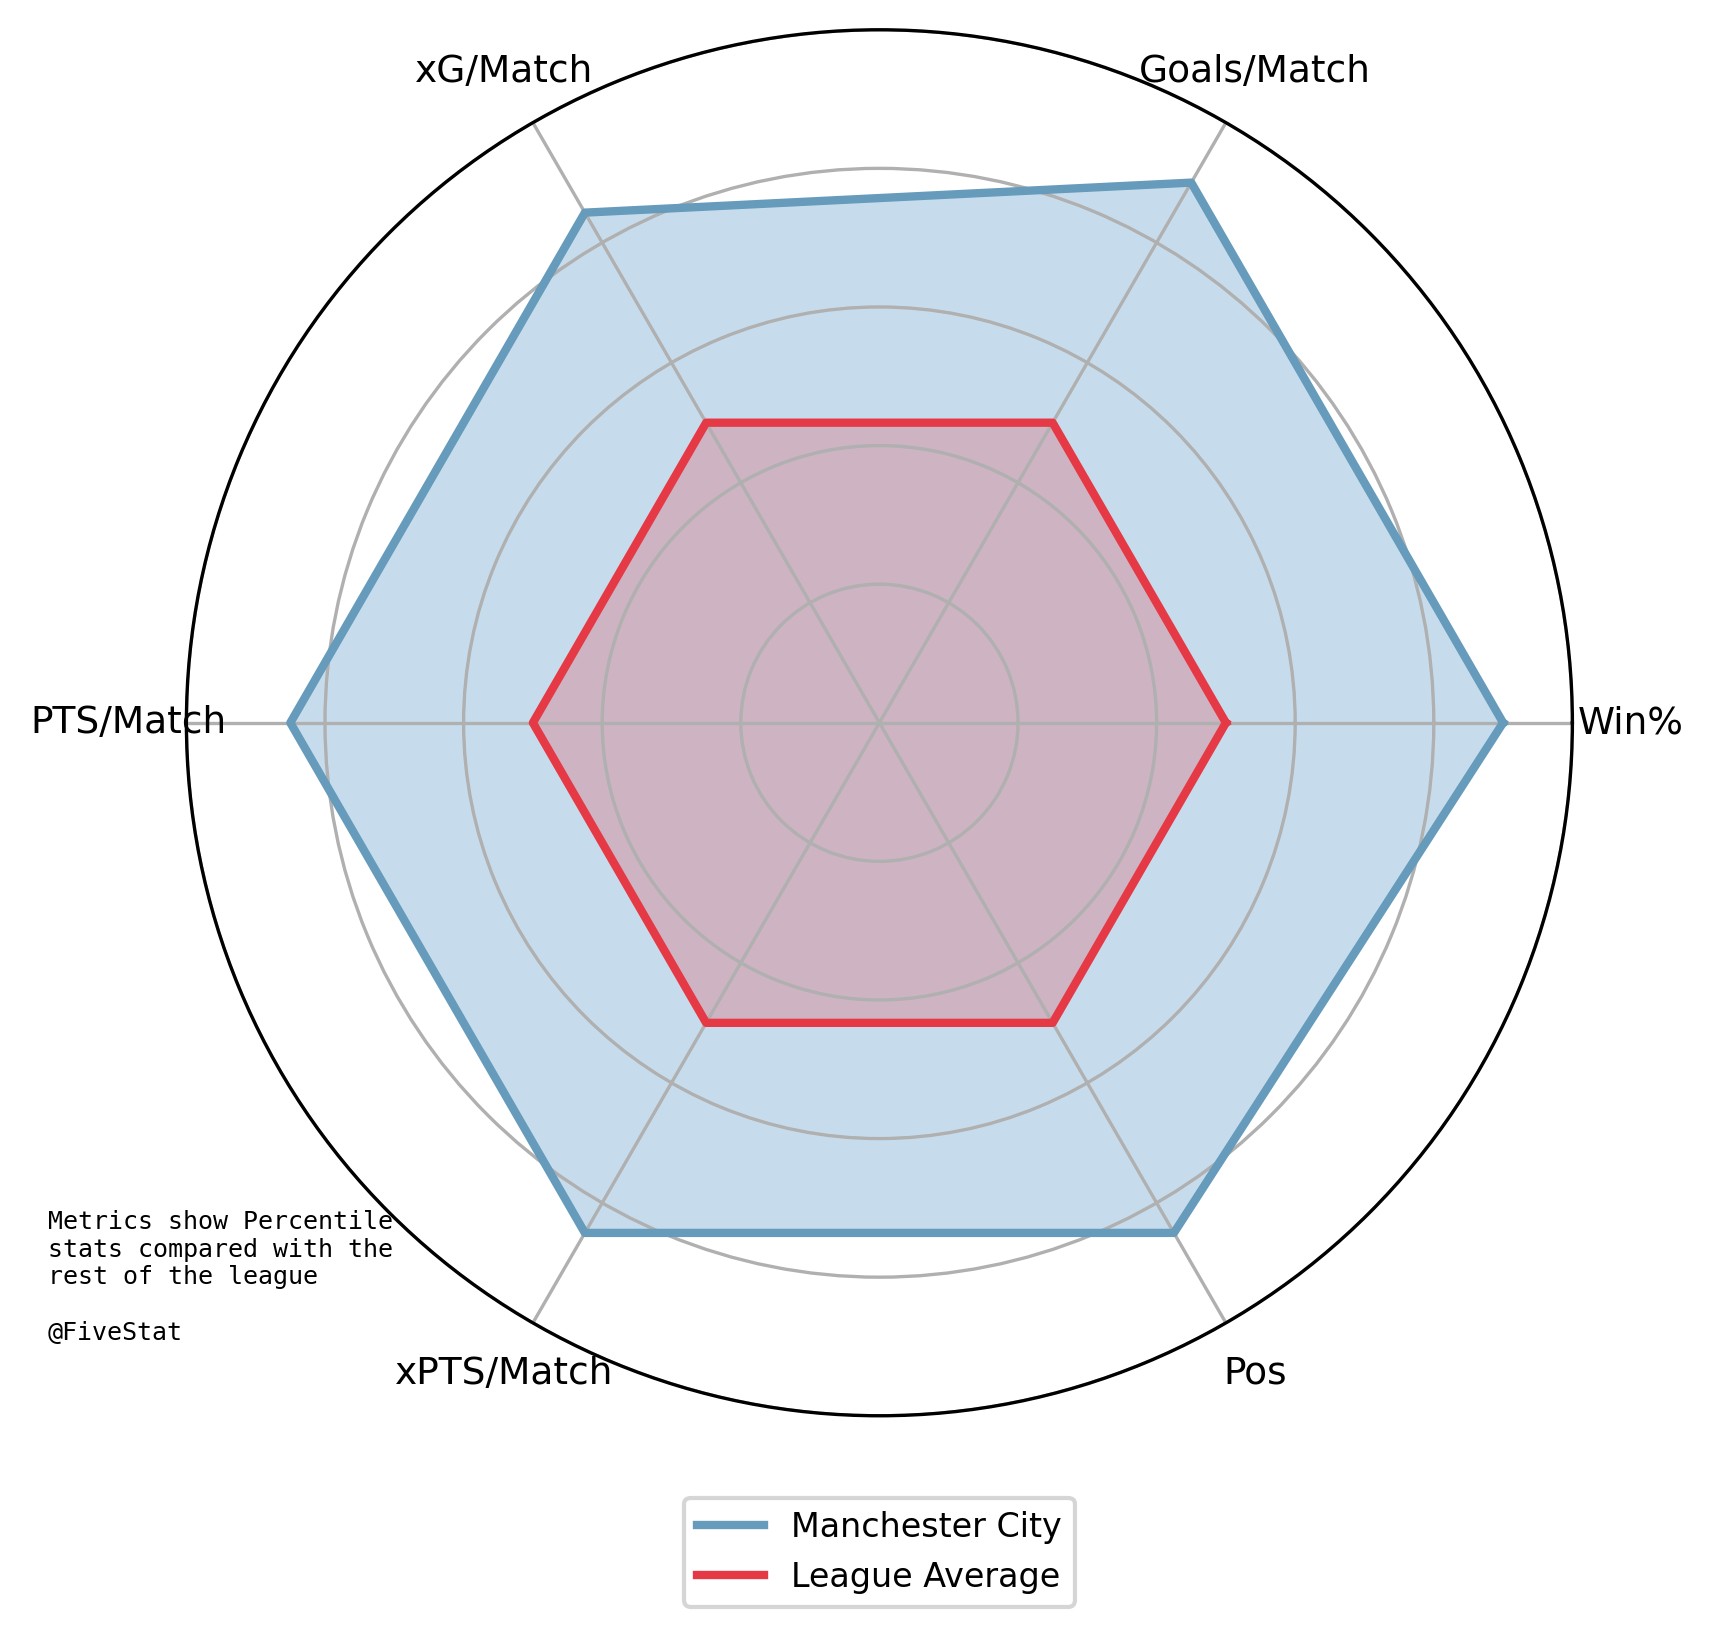 xG/Match
Goals/Match
PTS/Match
Win%
Metrics show Percentile
stats compared with the
rest of the league
@FiveStat
xPTS/Match
Pos
Manchester City
League Average